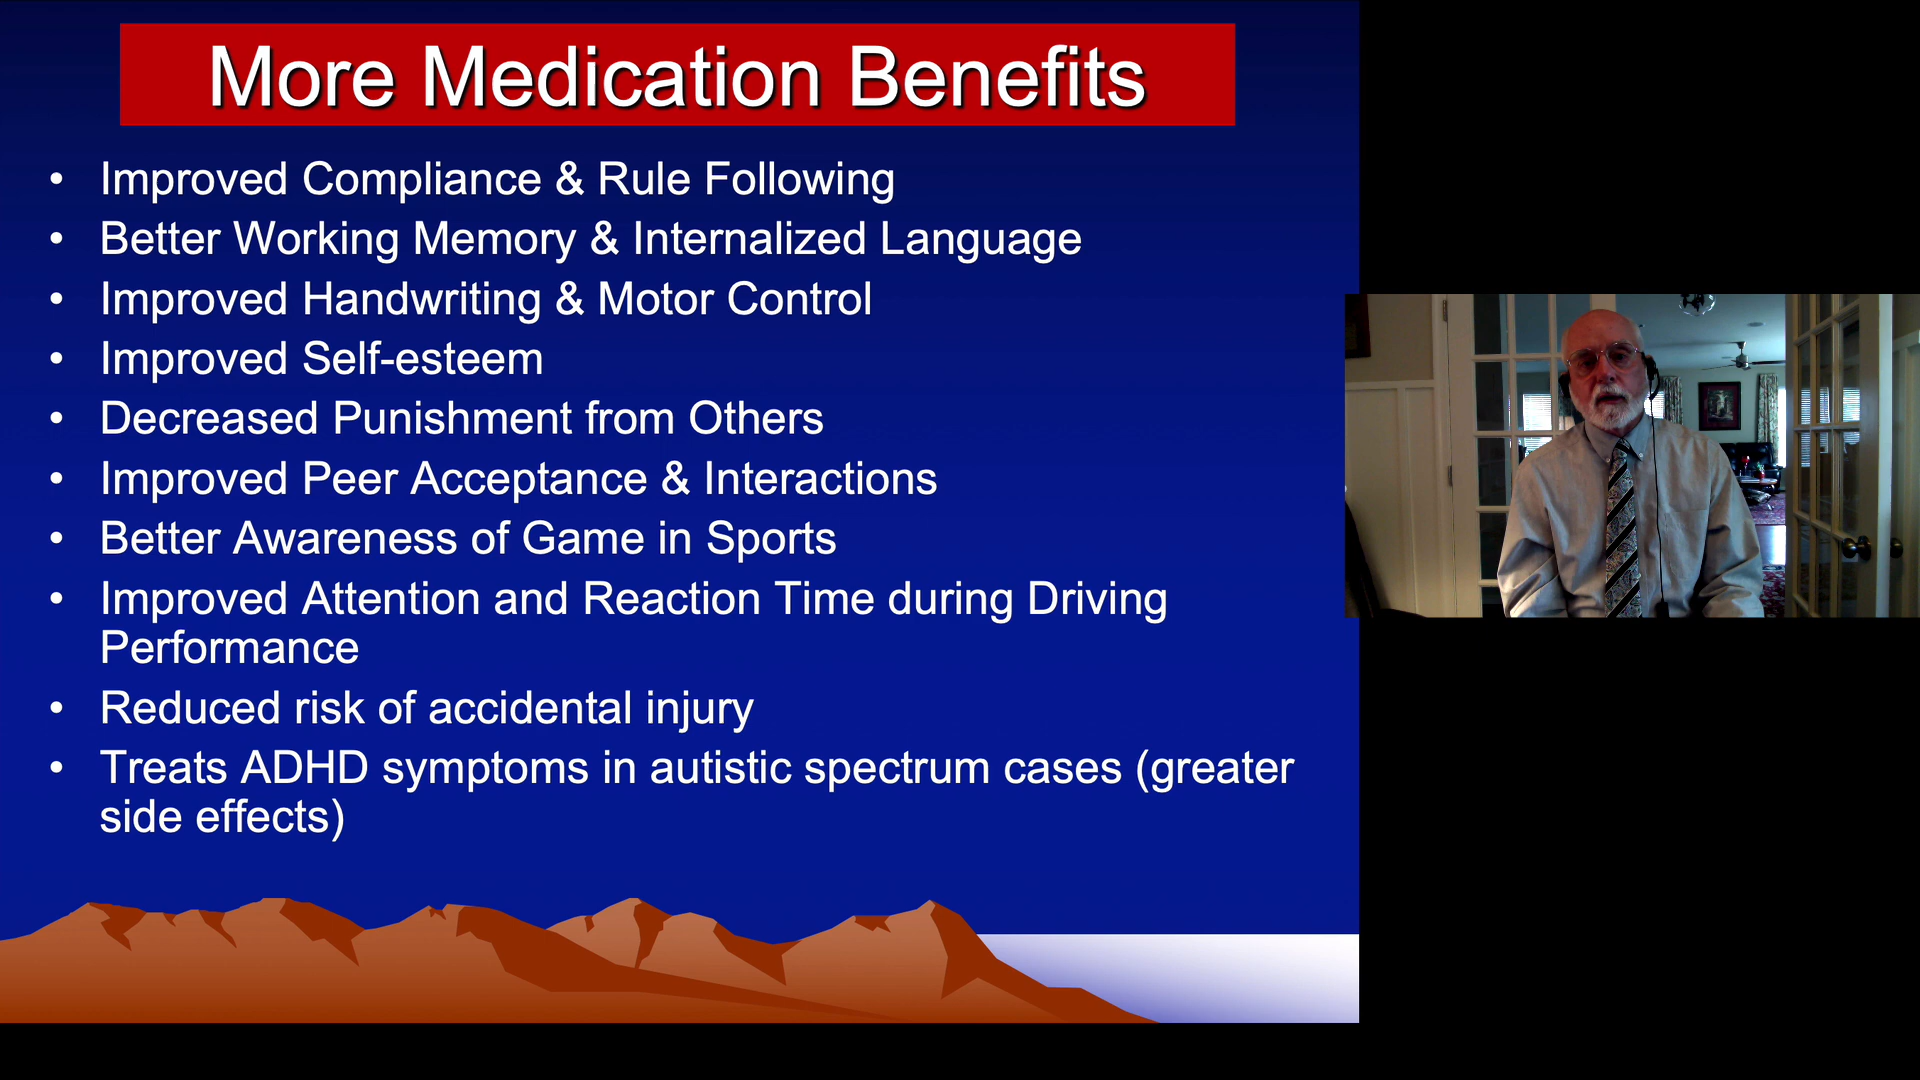 More Medication Benefits
• Improved Compliance & Rule Following
• Better Working Memory & Internalized Language
• Improved Handwriting & Motor Control
• Improved Self-esteem
• Decreased Punishment from Others
• Improved Peer Acceptance & Interactions
• Better Awareness of Game in Sports
• Improved Attention and Reaction Time during Driving
Performance
• Reduced risk of accidental injury
• Treats ADHD symptoms in autistic spectrum cases (greater
side effects)